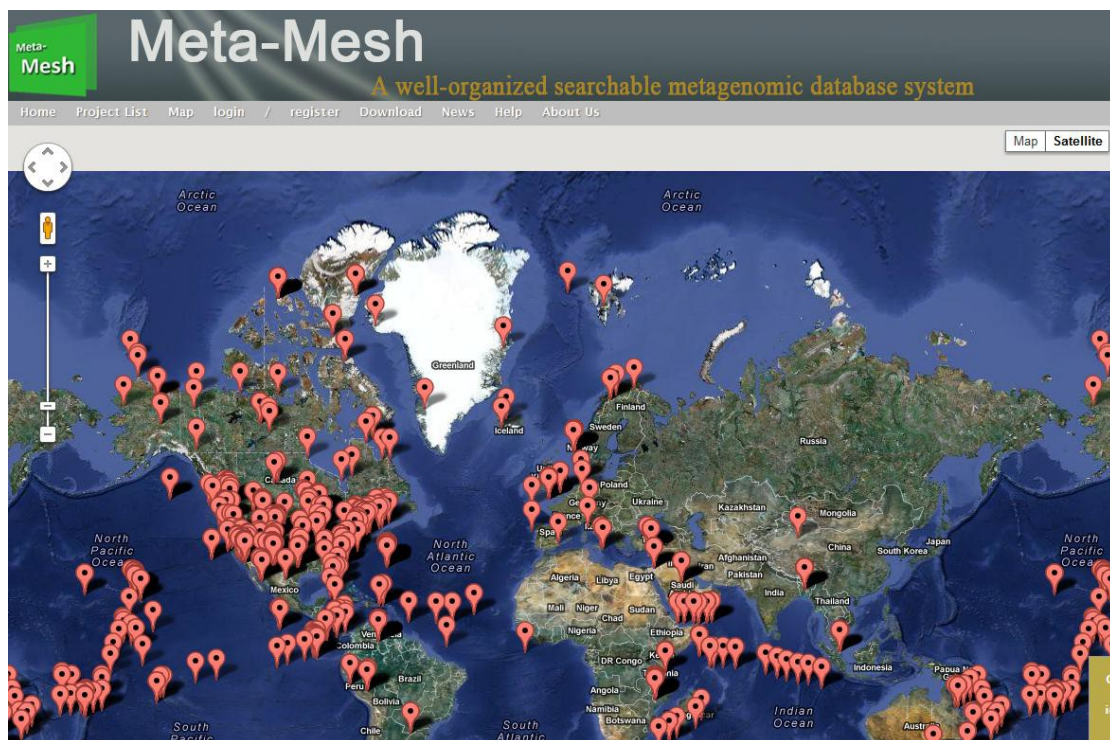 Meta-
Mesh
Meta-Mesh
A well-organized searchable metagenomic database system
Home Project List Map login / register Download News Help About Us
Map Satellite
Arctic
Ocean
Arctic
Ocean
Greenland
Iceland
Finland
Sweden
Russia
Poland
Ukraine
Kazakhstan
Mongolia
North
Pacific
North
Atlantic
Ocean
Afghanistan
Pakistan
China
South Korea
Japan
North
Pacific
Mexico
Algeria
Libya
Egypt
Saudi
India
Thailand
Mali
Niger
Chad
Sudan
Nigeria
Ethiopia
Colombia
DR Congo
Indonesia
Peru
Brazil
Bolivia
Angola
Namibia
Botswana
Indian
Ocean
Chile
South
Pacific
South
Atlantic